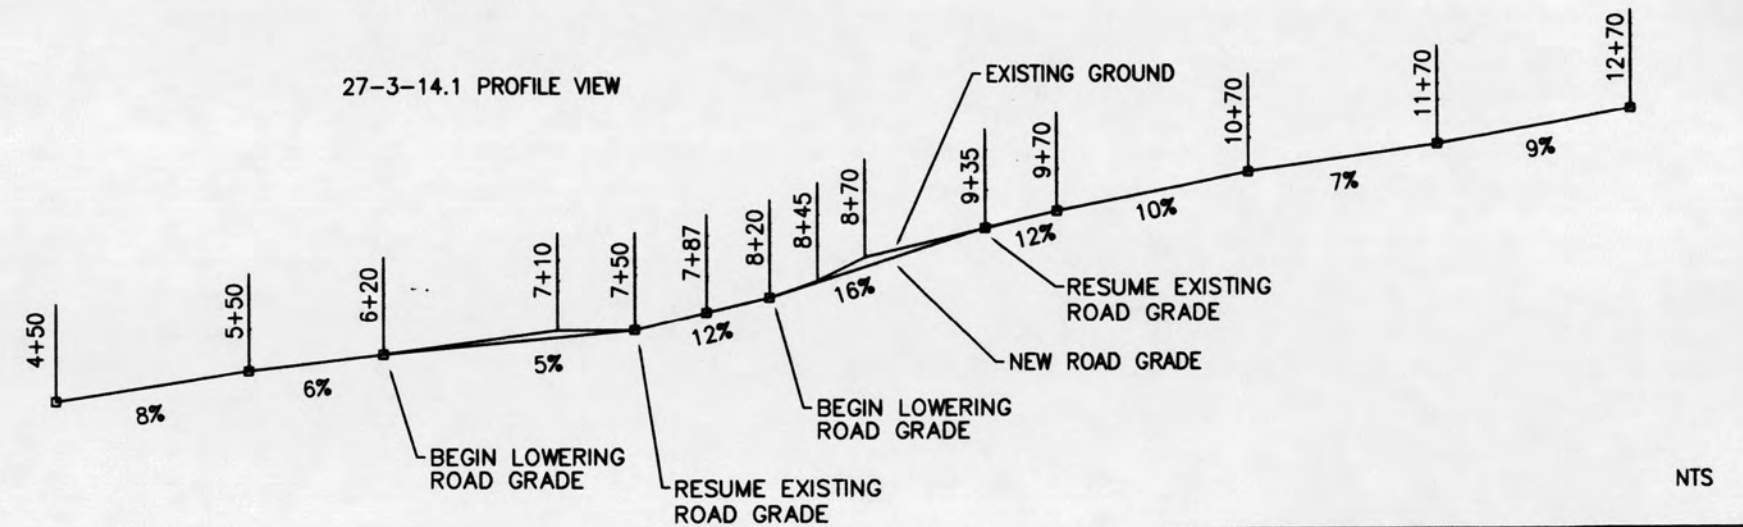 27-3-14.1 PROFILE VIEW
EXISTING GROUND
4+50
5+50
6+20
7+10
7+50
7+87
8+20
8+45
8+70
9+35
9+70
10+70
11+70
12+70
8%
6%
5%
12%
16%
12%
10%
7%
9%
BEGIN LOWERING
ROAD GRADE
RESUME EXISTING
ROAD GRADE
BEGIN LOWERING
ROAD GRADE
NEW ROAD GRADE
RESUME EXISTING
ROAD GRADE
NTS